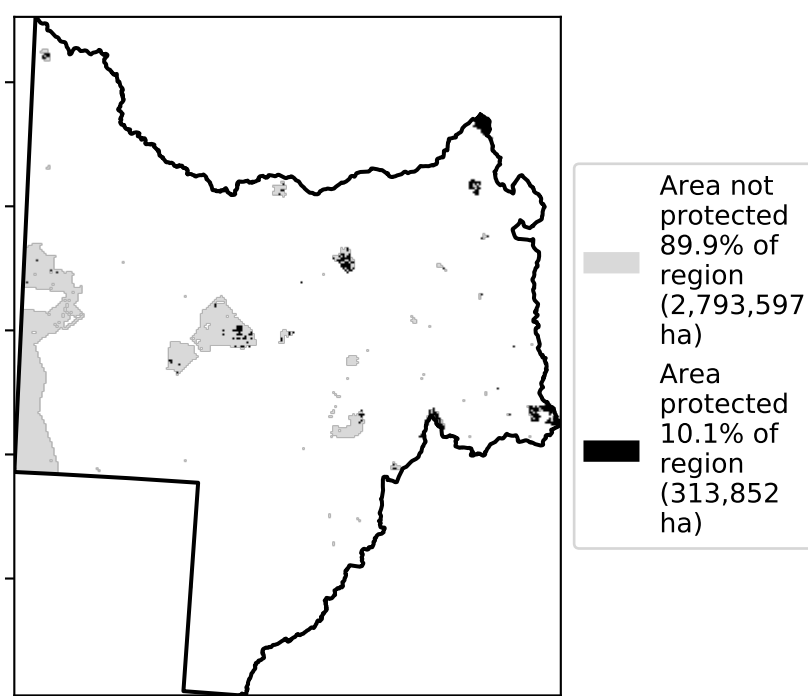 Area not
protected
89.9% of
region
(2,793,597
ha)
Area
protected
10.1% of
region
(313,852
ha)